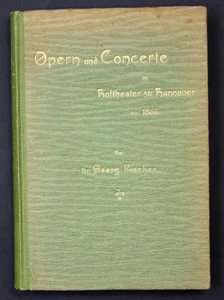 Opern und Concerte
im
Hoftheater zu Hannover
bis 1866.
Von
Dr. Georg Fischer.